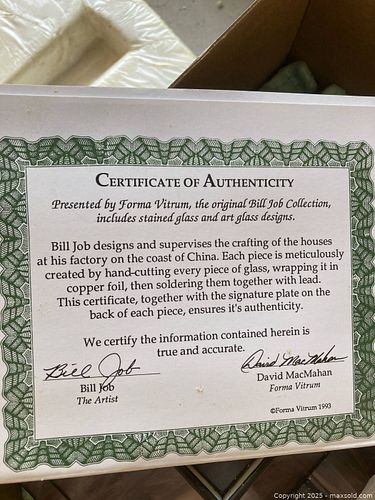 CERTIFICATE OF AUTHENTICITY
Presented by Forma Vitrum, the original Bill Job Collection,
includes stained glass and art glass designs.
Bill Job designs and supervises the crafting of the houses
at his factory on the coast of China. Each piece is meticulously
created by hand-cutting every piece of glass, wrapping it in
copper foil, then soldering them together with lead.
This certificate, together with the signature plate on the
back of each piece, ensures it's authenticity.
We certify the information contained herein is
true and accurate.
Bill Job
David MacMahan
Bill Job
The Artist
David MacMahan
Forma Vitrum
©Forma Vitrum 1993
Copyright 2025 - maxsold.com